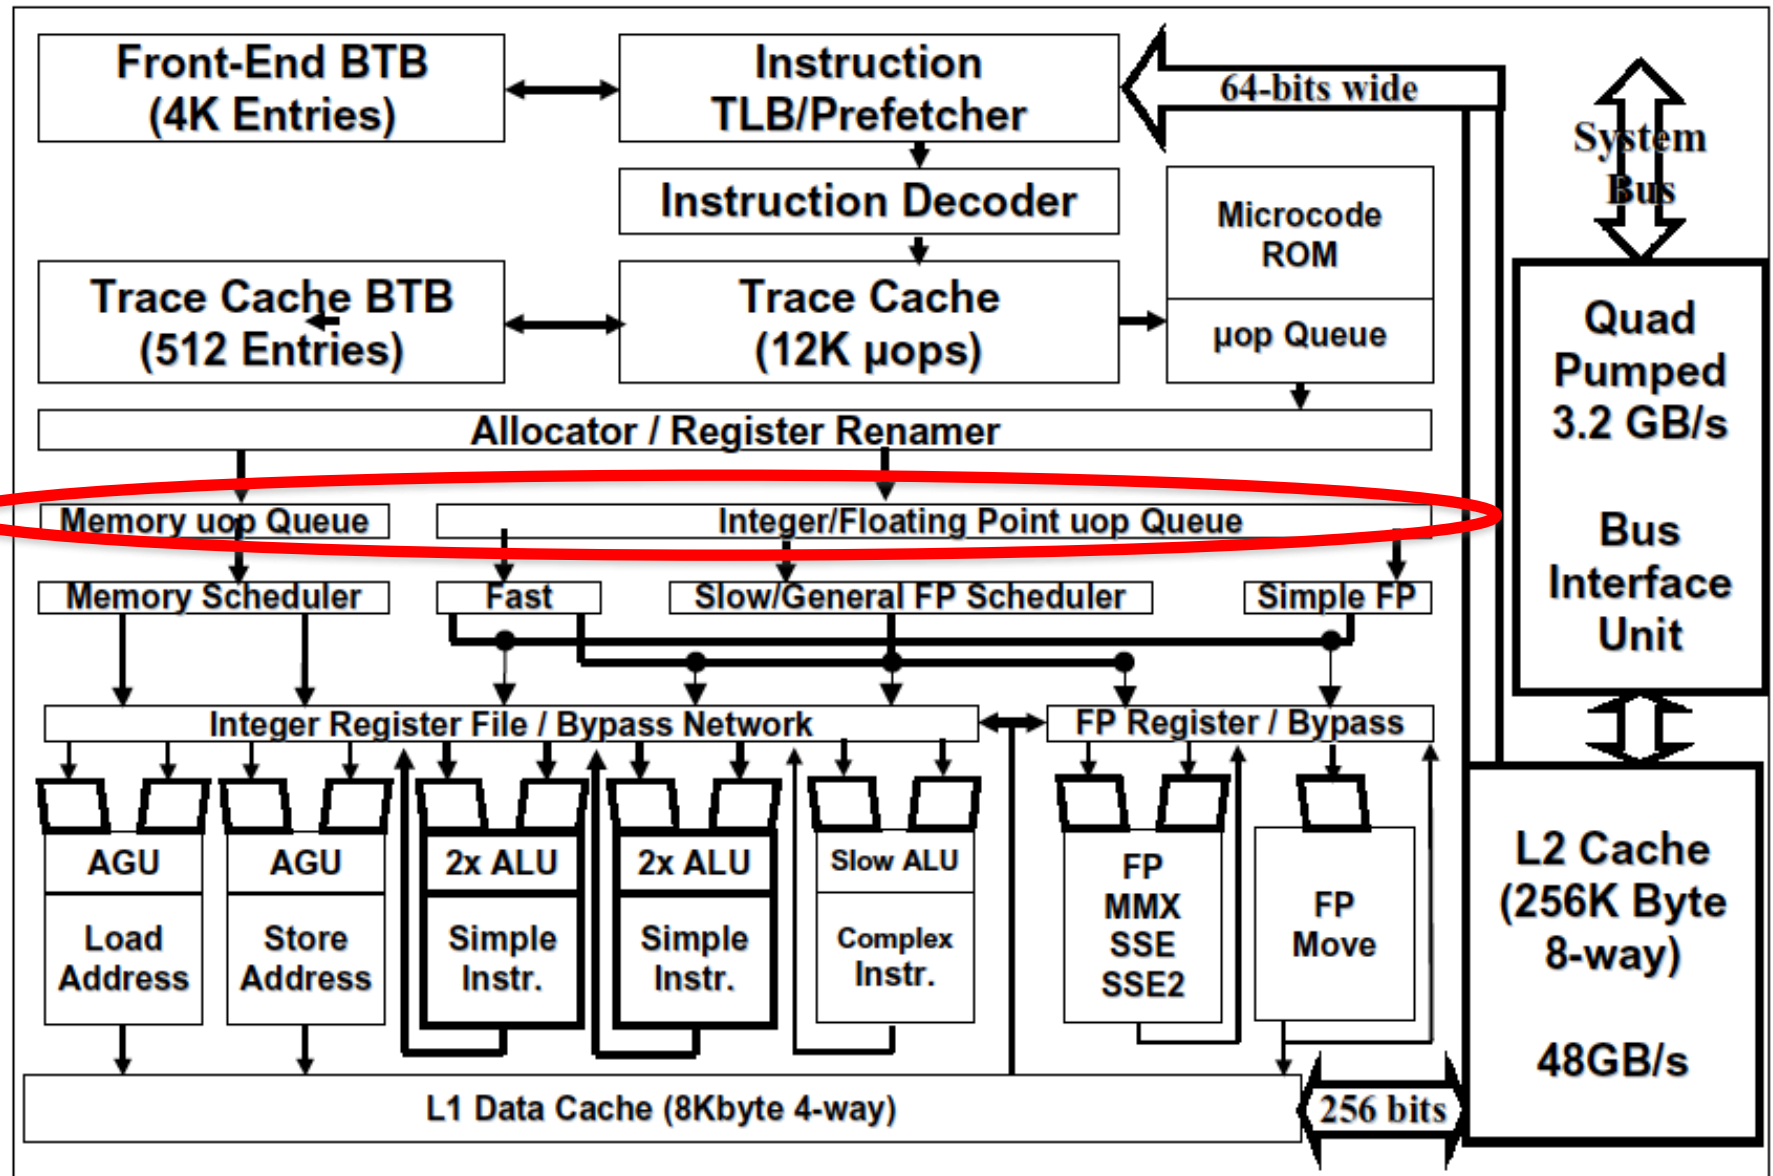 Front-End BTB
(4K Entries)
Instruction
TLB/Prefetcher
64-bits wide
System
Bus
Instruction Decoder
Microcode
ROM
Trace Cache BTB
(512 Entries)
Trace Cache
(12K µops)
µop Queue
Quad
Pumped
3.2 GB/s
Bus
Interface
Unit
Allocator / Register Renamer
Memory uop Queue
Integer/Floating Point uop Queue
Memory Scheduler
Fast
Slow/General FP Scheduler
Simple FP
Integer Register File / Bypass Network
FP Register / Bypass
AGU
Load
Address
AGU
Store
Address
2x ALU
Simple
Instr.
2x ALU
Simple
Instr.
Slow ALU
Complex
Instr.
FP
MMX
SSE
SSE2
FP
Move
L2 Cache
(256K Byte
8-way)
48GB/s
L1 Data Cache (8Kbyte 4-way)
256 bits